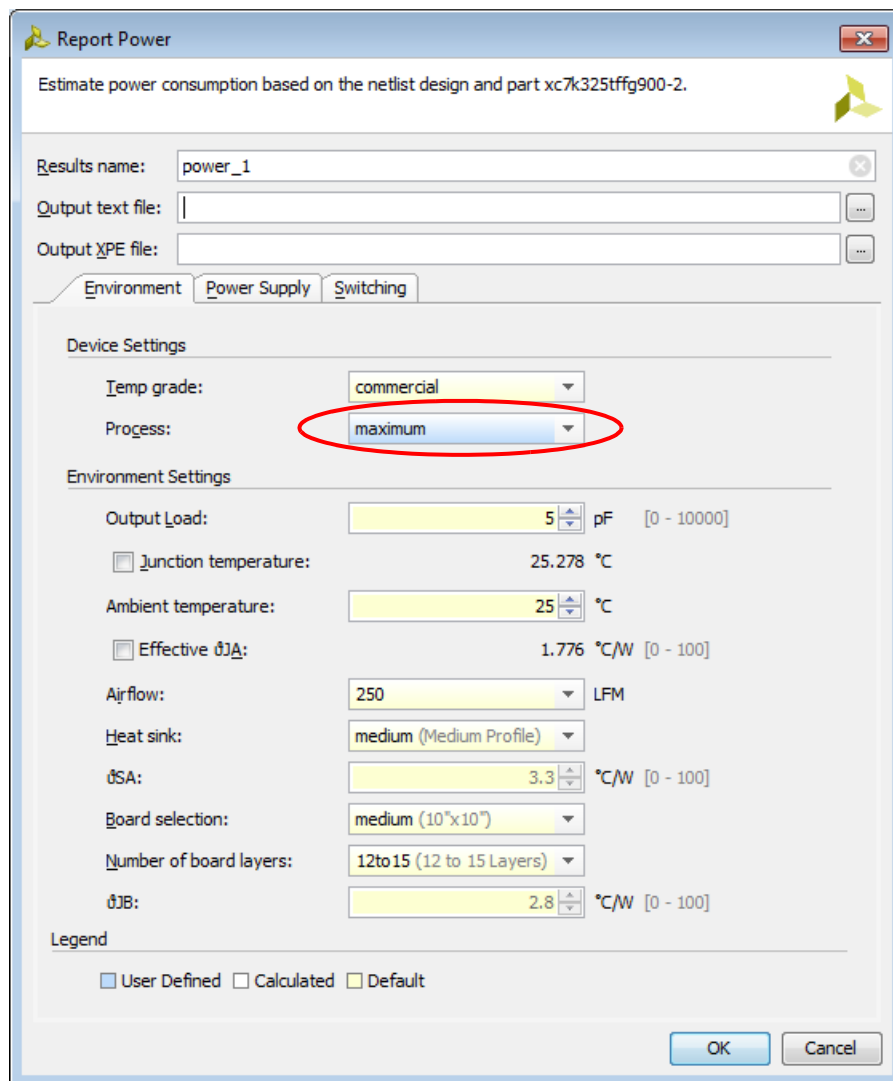 Report Power
Estimate power consumption based on the netlist design and part xc7k325tffg900-2.
Results name: power_1
Output text file: ...
Output XPE file: ...
Environment Power Supply Switching
Device Settings
Temp grade: commercial
Process: maximum
Environment Settings
Output Load: 5 pF [0 - 10000]
Junction temperature: 25.278 °C
Ambient temperature: 25 °C
Effective ϑJA: 1.776 °C/W [0 - 100]
Airflow: 250 LFM
Heat sink: medium (Medium Profile)
ϑSA: 3.3 °C/W [0 - 100]
Board selection: medium (10"x10")
Number of board layers: 12to15 (12 to 15 Layers)
ϑJB: 2.8 °C/W [0 - 100]
Legend
User Defined Calculated Default
OK Cancel